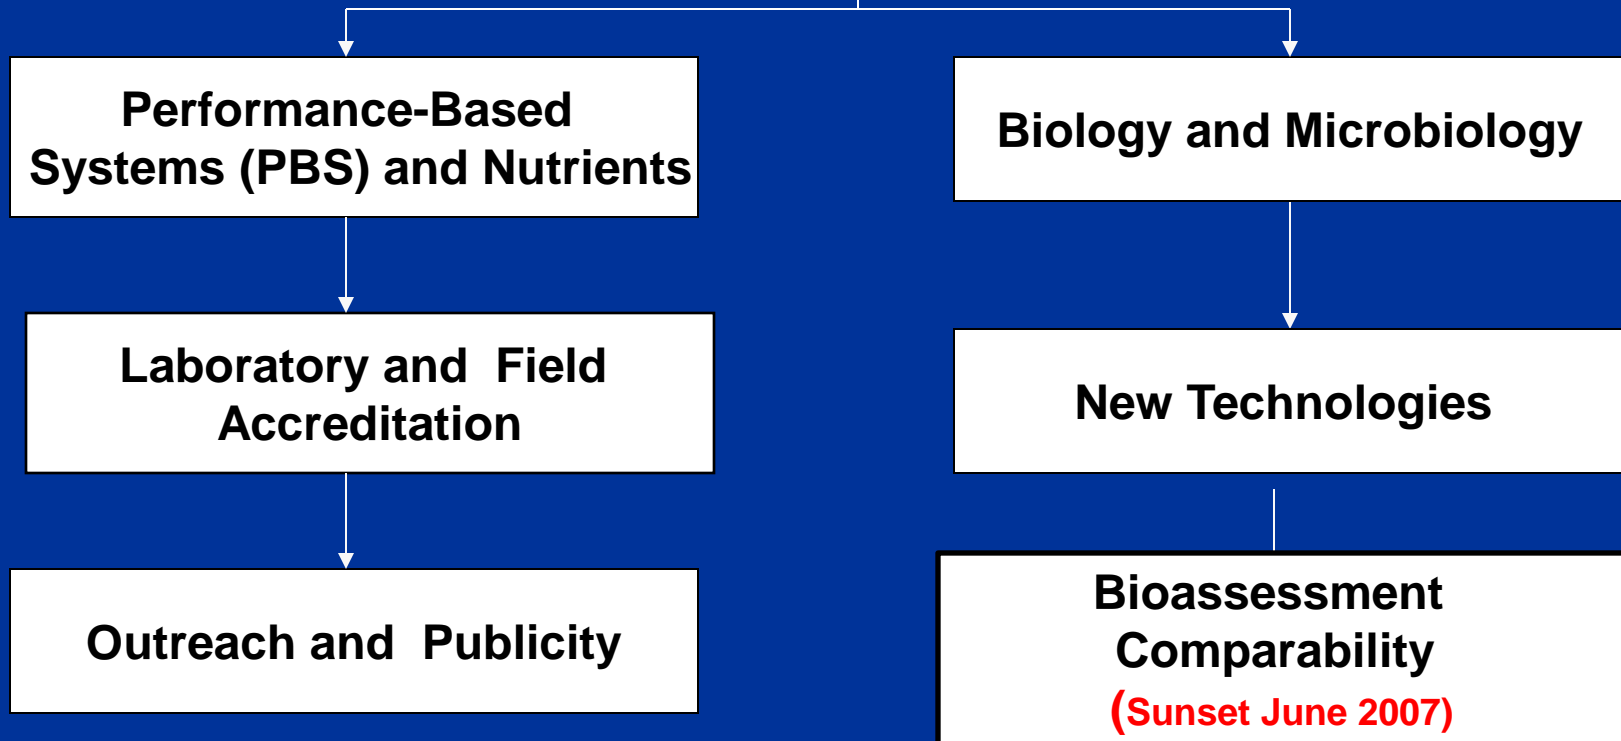 Performance-Based
Systems (PBS) and Nutrients
Biology and Microbiology
Laboratory and  Field
Accreditation
New Technologies
Outreach and  Publicity
Bioassessment
Comparability
(Sunset June 2007)